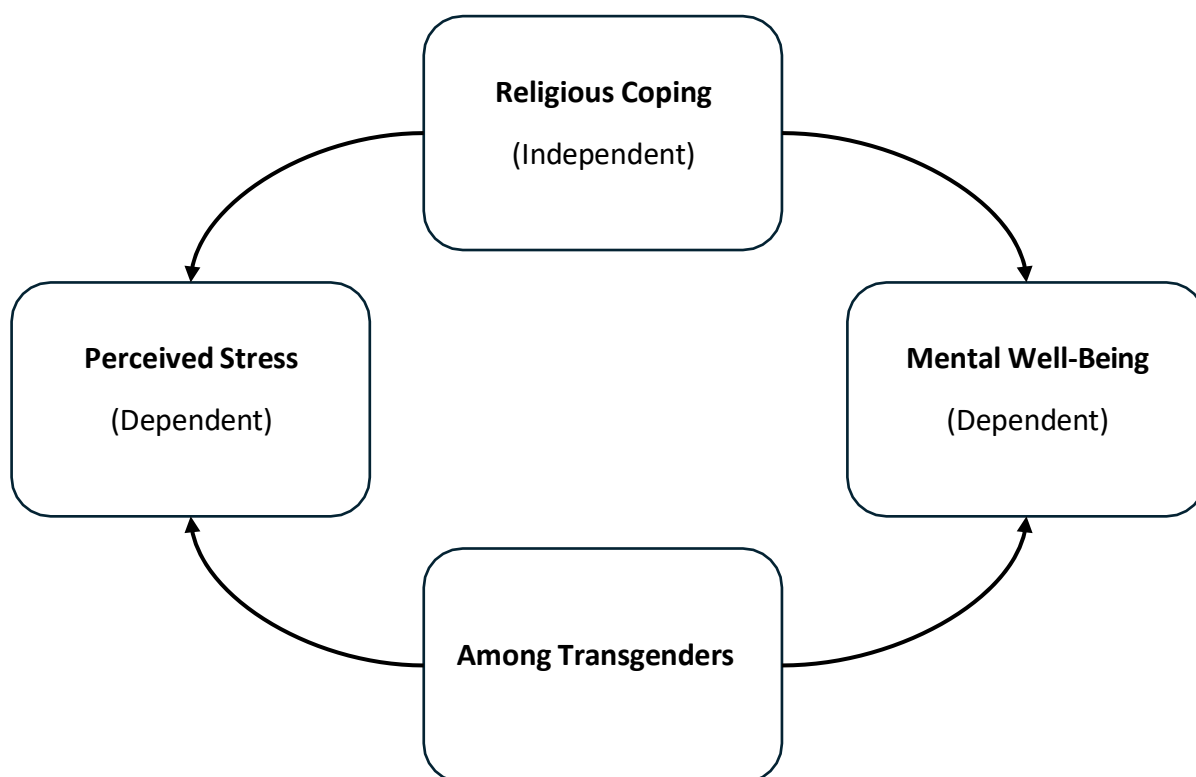 Religious Coping
(Independent)
Perceived Stress
(Dependent)
Mental Well-Being
(Dependent)
Among Transgenders